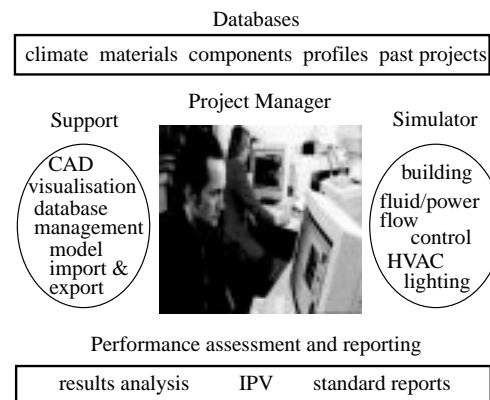 Databases
climate materials components profiles past projects
Project Manager
Support
CAD
visualisation
database
management
model
import &
export
Simulator
building
fluid/power
flow
control
HVAC
lighting
Performance assessment and reporting
results analysis IPV standard reports